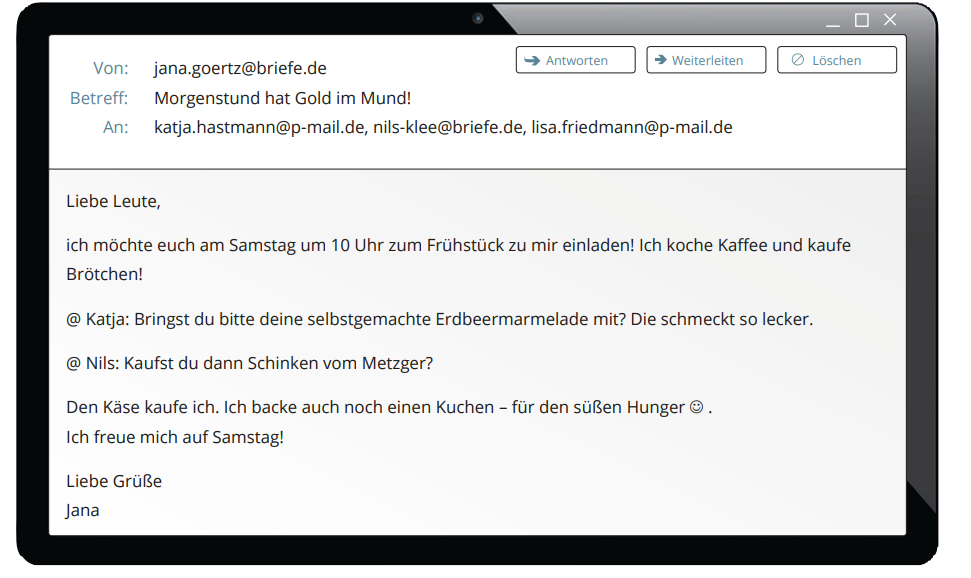 Von: jana.goertz@briefe.de
Antworten
Weiterleiten
Löschen
Betreff: Morgenstund hat Gold im Mund!
An: katja.hastmann@p-mail.de, nils-klee@briefe.de, lisa.friedmann@p-mail.de
Liebe Leute,
ich möchte euch am Samstag um 10 Uhr zum Frühstück zu mir einladen! Ich koche Kaffee und kaufe
Brötchen!
@ Katja: Bringst du bitte deine selbstgemachte Erdbeermarmelade mit? Die schmeckt so lecker.
@ Nils: Kaufst du dann Schinken vom Metzger?
Den Käse kaufe ich. Ich backe auch noch einen Kuchen – für den süßen Hunger ☺ .
Ich freue mich auf Samstag!
Liebe Grüße
Jana